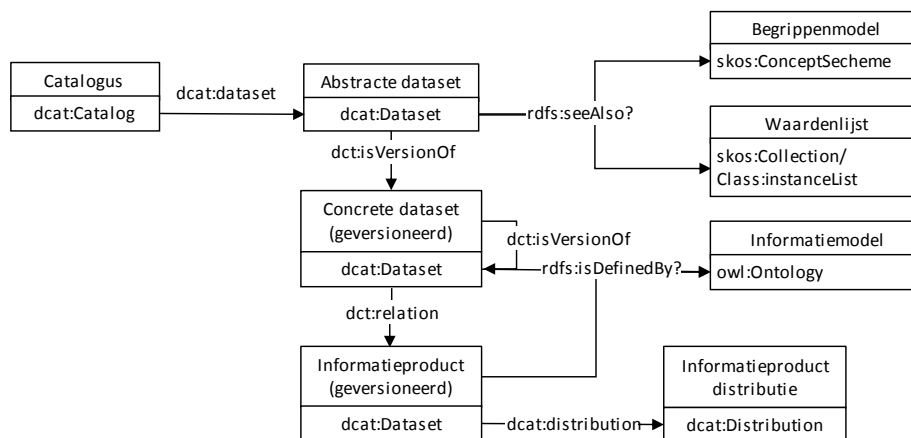 Begrippenmodel
skos:ConceptSecheme
Catalogus
dcat:Catalog
dcat:dataset
Abstracte dataset
dcat:Dataset
rdfs:seeAlso?
Waardenlijst
skos:Collection/
Class:instanceList
dct:isVersionOf
Concrete dataset
(geversioneerd)
dcat:Dataset
dct:isVersionOf
rdfs:isDefinedBy?
Informatiemodel
owl:Ontology
dct:relation
Informatieproduct
(geversioneerd)
dcat:Dataset
dcat:distribution
Informatieproduct
distributie
dcat:Distribution